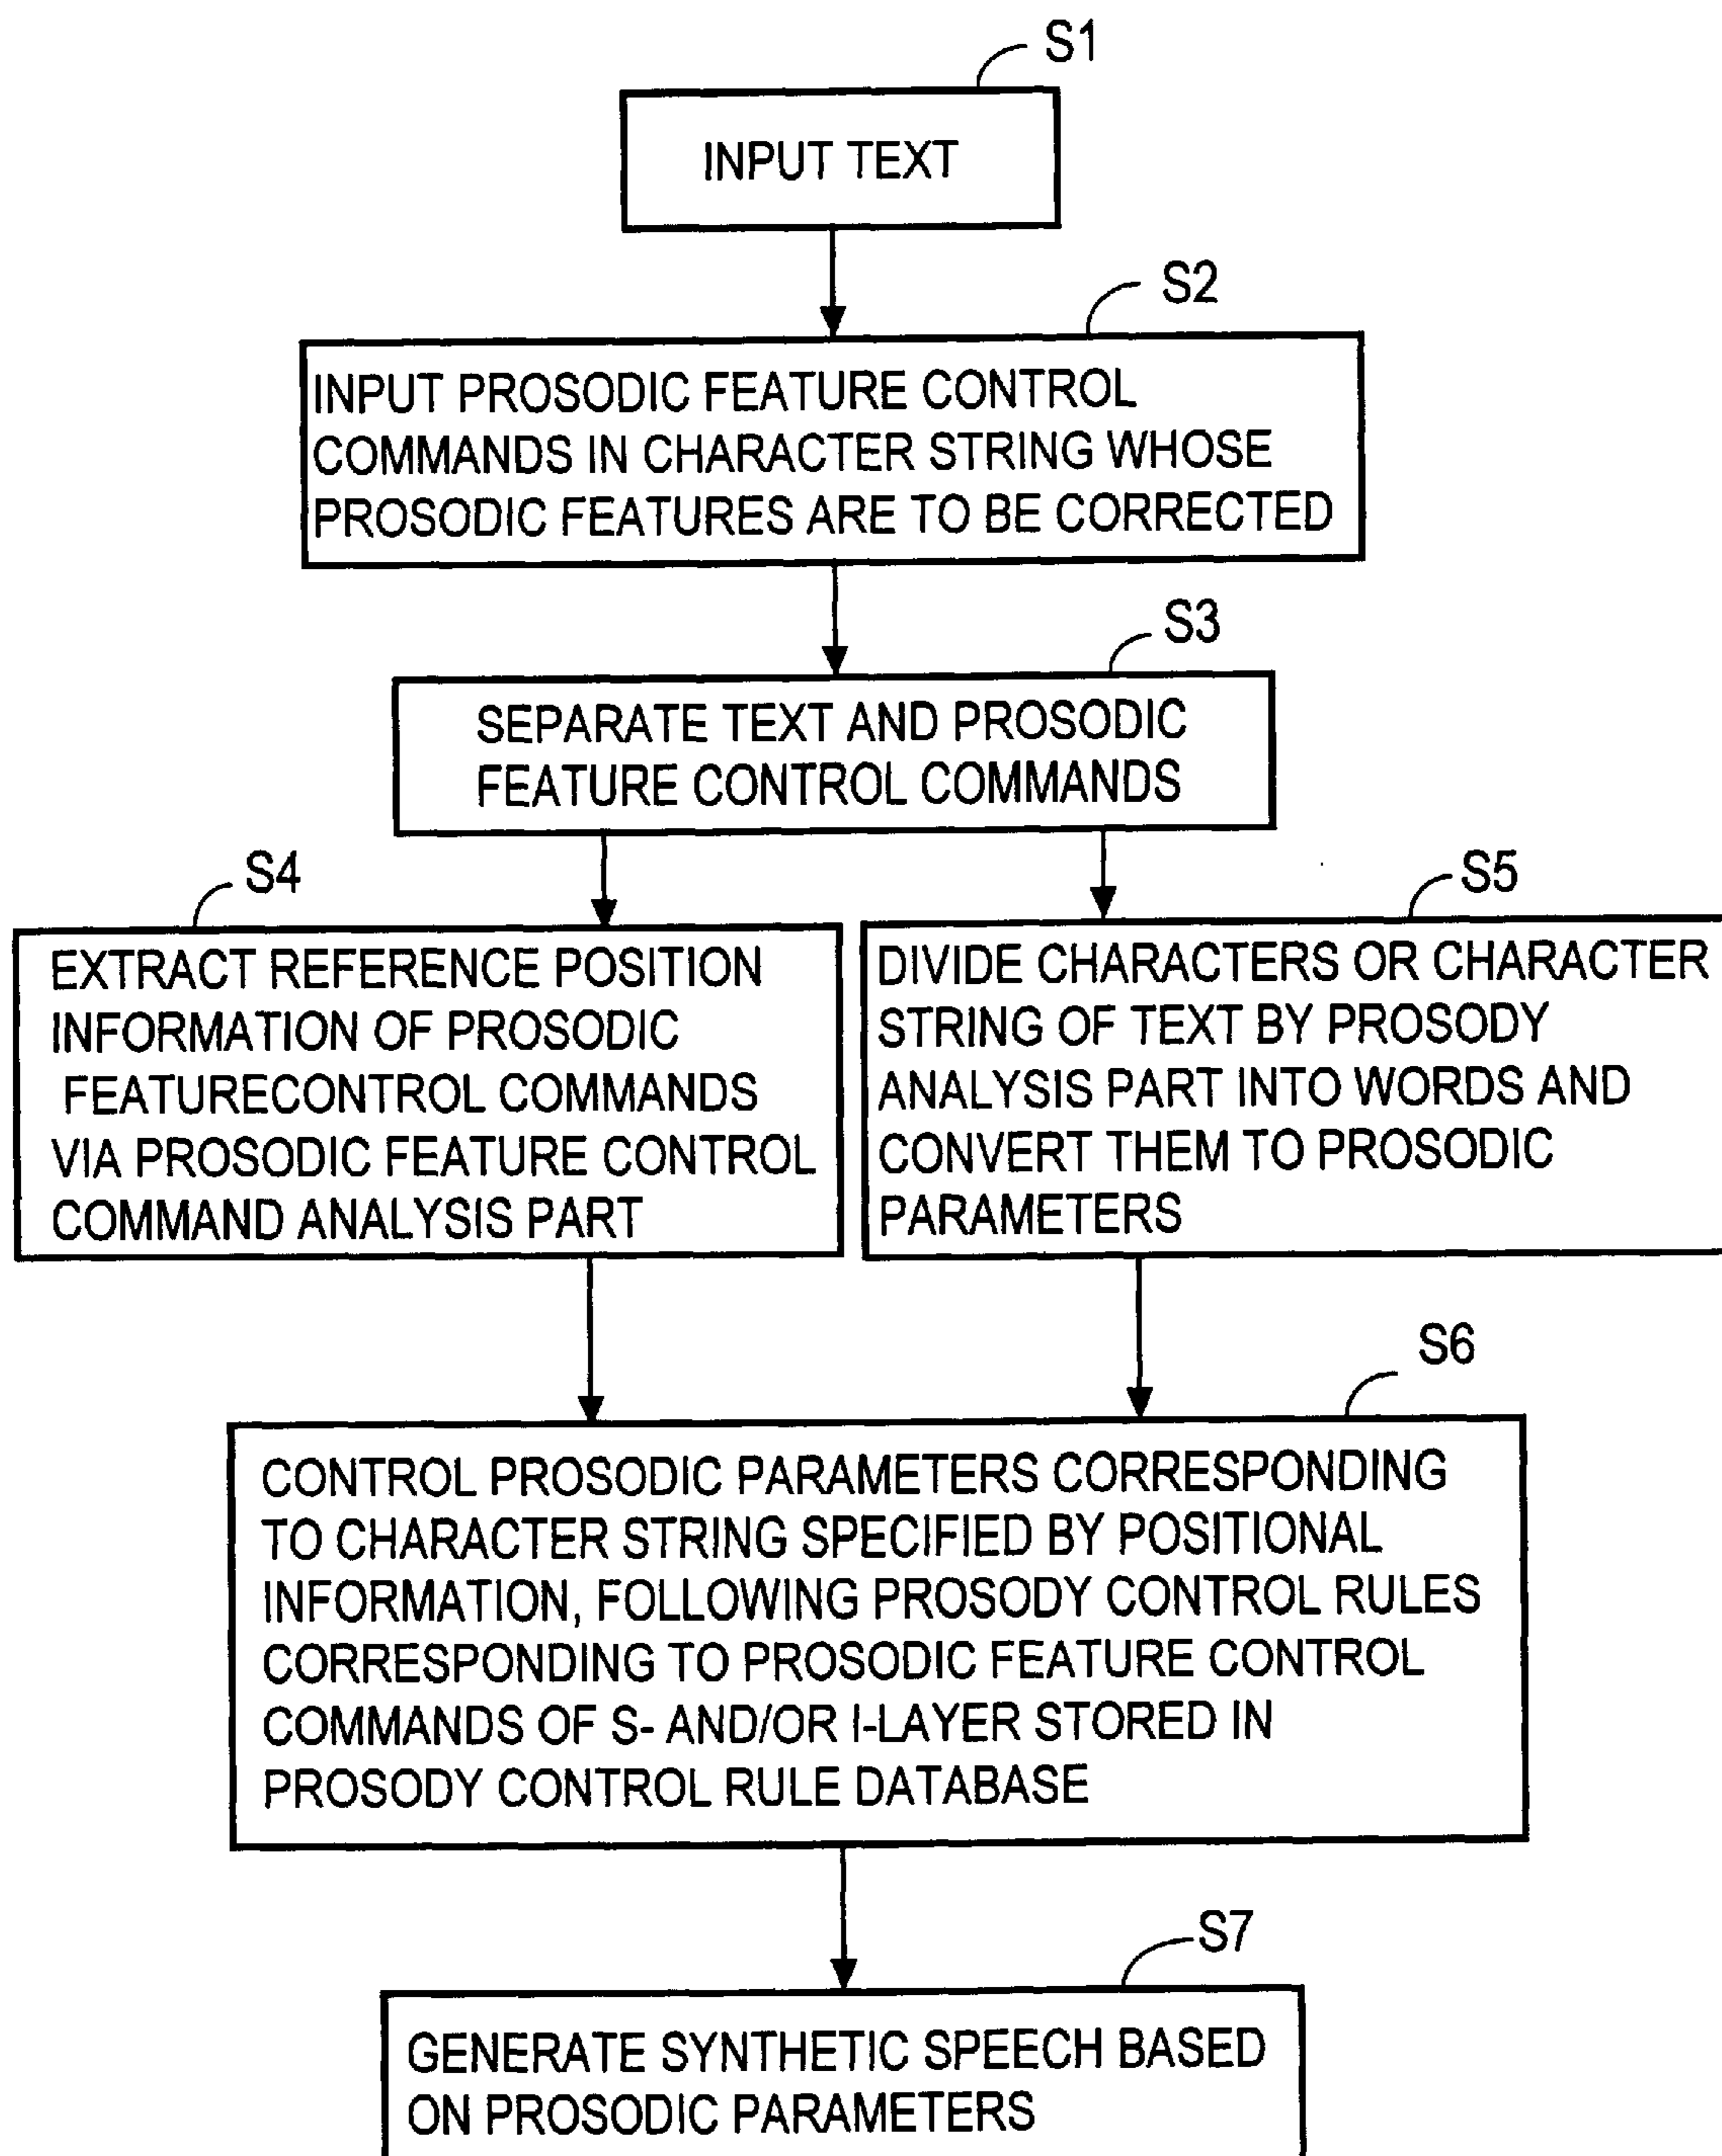 S1
INPUT TEXT
S2
INPUT PROSODIC FEATURE CONTROL
COMMANDS IN CHARACTER STRING WHOSE
PROSODIC FEATURES ARE TO BE CORRECTED
S3
SEPARATE TEXT AND PROSODIC
FEATURE CONTROL COMMANDS
S4
EXTRACT REFERENCE POSITION
INFORMATION OF PROSODIC
FEATURECONTROL COMMANDS
VIA PROSODIC FEATURE CONTROL
COMMAND ANALYSIS PART
S5
DIVIDE CHARACTERS OR CHARACTER
STRING OF TEXT BY PROSODY
ANALYSIS PART INTO WORDS AND
CONVERT THEM TO PROSODIC
PARAMETERS
S6
CONTROL PROSODIC PARAMETERS CORRESPONDING
TO CHARACTER STRING SPECIFIED BY POSITIONAL
INFORMATION, FOLLOWING PROSODY CONTROL RULES
CORRESPONDING TO PROSODIC FEATURE CONTROL
COMMANDS OF S- AND/OR I-LAYER STORED IN
PROSODY CONTROL RULE DATABASE
S7
GENERATE SYNTHETIC SPEECH BASED
ON PROSODIC PARAMETERS